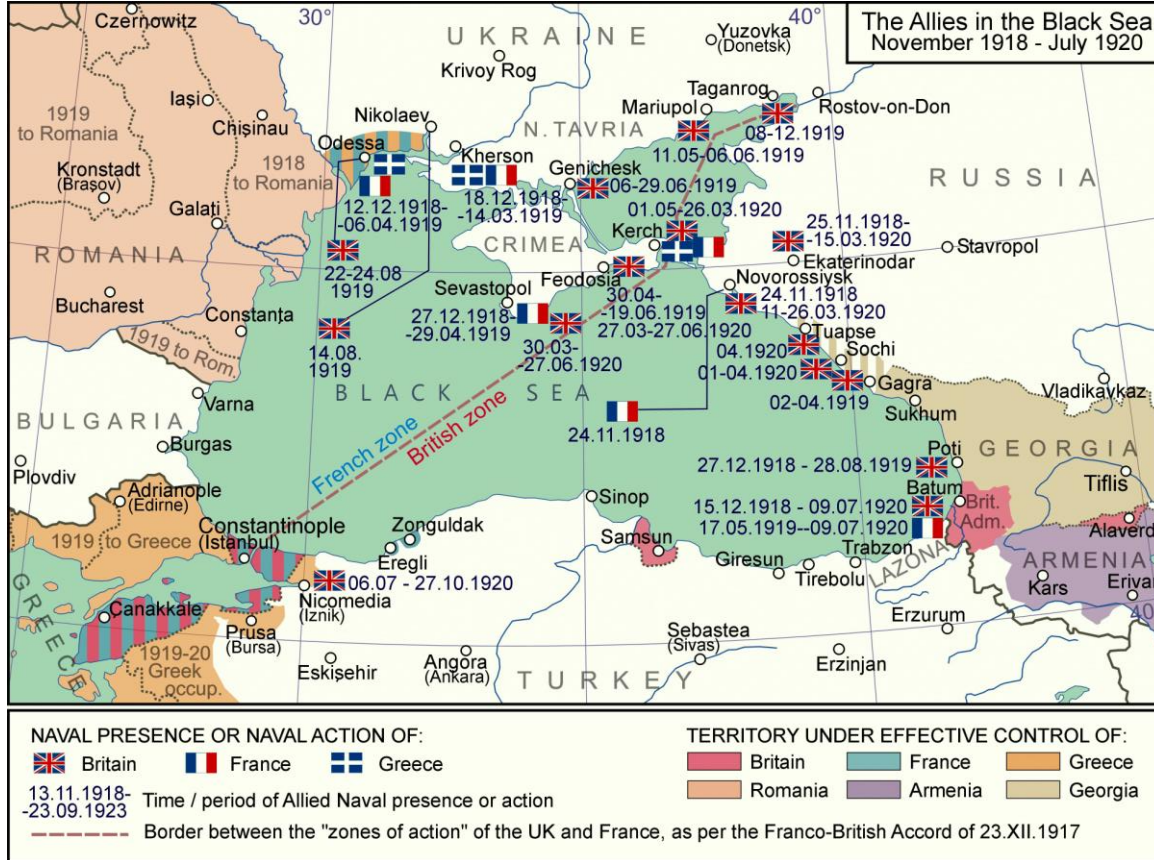 The Allies in the Black Sea
November 1918 - July 1920
30°
40°
Czernowitz
UKRAINE
Yuzovka
(Donetsk)
Krivoy Rog
Iași
1919
to Romania
Chișinau
Nikolaev
N. TAVRIA
Mariupol
Taganrog
Rostov-on-Don
08-12.1919
11.05-06.06.1919
Odessa
Kherson
Genichesk
Kronstadt
(Brașov)
1918
to Romania
12.12.1918-
-06.04.1919
18.12.1918-
-14.03.1919
06-29.06.1919
01.05-26.03.1920
RUSSIA
Galați
25.11.1918-
-15.03.1920
Stavropol
ROMANIA
CRIMEA
Kerch
Ekaterinodar
22-24.08
1919
Feodosia
Novorossiysk
Bucharest
Sevastopol
30.04-
-19.06.1919
27.03-27.06.1920
24.11.1918
11-26.03.1920
Constanța
27.12.1918-
-29.04.1919
Tuapse
1919 to Rom.
14.08.
1919
30.03-
-27.06.1920
04.1920
Sochi
01-04.1920
BLACK SEA
02-04.1919
Gagra
Vladikavkaz
Varna
Sukhum
BULGARIA
24.11.1918
Burgas
French zone
British zone
Poti
GEORGIA
Plovdiv
27.12.1918 - 28.08.1919
Tiflis
Adrianople
(Edirne)
Sinop
Batum
15.12.1918 - 09.07.1920
Brit.
Adm.
Constantinople
(Istanbul)
Zonguldak
17.05.1919--09.07.1920
Alaverdi
1919 to Greece
Eregli
Samsun
Giresun
Tirebolu
Trabzon
LAZONA
ARMENIA
GREECE
06.07 - 27.10.1920
Nicomedia
(Iznik)
Kars
Erivan
Çanakkale
Prusa
(Bursa)
Erzurum
40°
1919-20
Greek
occup.
Eskişehir
Angora
(Ankara)
Sebastea
(Sivas)
Erzinjan
TURKEY
NAVAL PRESENCE OR NAVAL ACTION OF:
Britain France Greece
13.11.1918-
-23.09.1923
Time / period of Allied Naval presence or action
Border between the "zones of action" of the UK and France, as per the Franco-British Accord of 23.XII.1917
TERRITORY UNDER EFFECTIVE CONTROL OF:
Britain France Greece
Romania Armenia Georgia